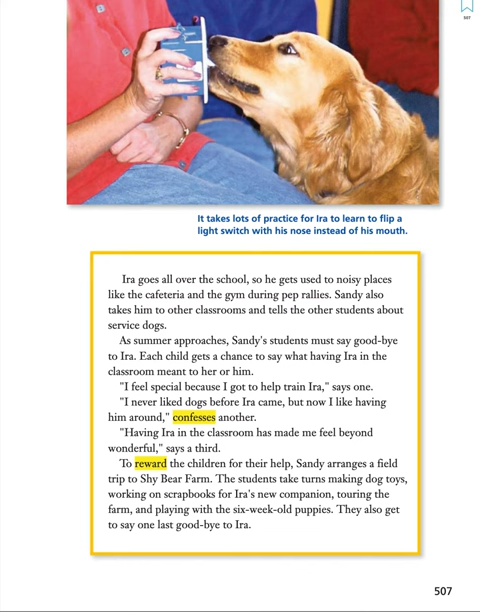 507
It takes lots of practice for Ira to learn to flip a
light switch with his nose instead of his mouth.
Ira goes all over the school, so he gets used to noisy places
like the cafeteria and the gym during pep rallies. Sandy also
takes him to other classrooms and tells the other students about
service dogs.
As summer approaches, Sandy's students must say good-bye
to Ira. Each child gets a chance to say what having Ira in the
classroom meant to her or him.
"I feel special because I got to help train Ira," says one.
"I never liked dogs before Ira came, but now I like having
him around," confesses another.
"Having Ira in the classroom has made me feel beyond
wonderful," says a third.
To reward the children for their help, Sandy arranges a field
trip to Shy Bear Farm. The students take turns making dog toys,
working on scrapbooks for Ira's new companion, touring the
farm, and playing with the six-week-old puppies. They also get
to say one last good-bye to Ira.
507